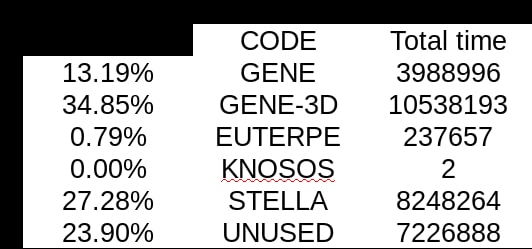 CODE Total time
13.19% GENE 3988996
34.85% GENE-3D 10538193
0.79% EUTERPE 237657
0.00% KNOSOS 2
27.28% STELLA 8248264
23.90% UNUSED 7226888